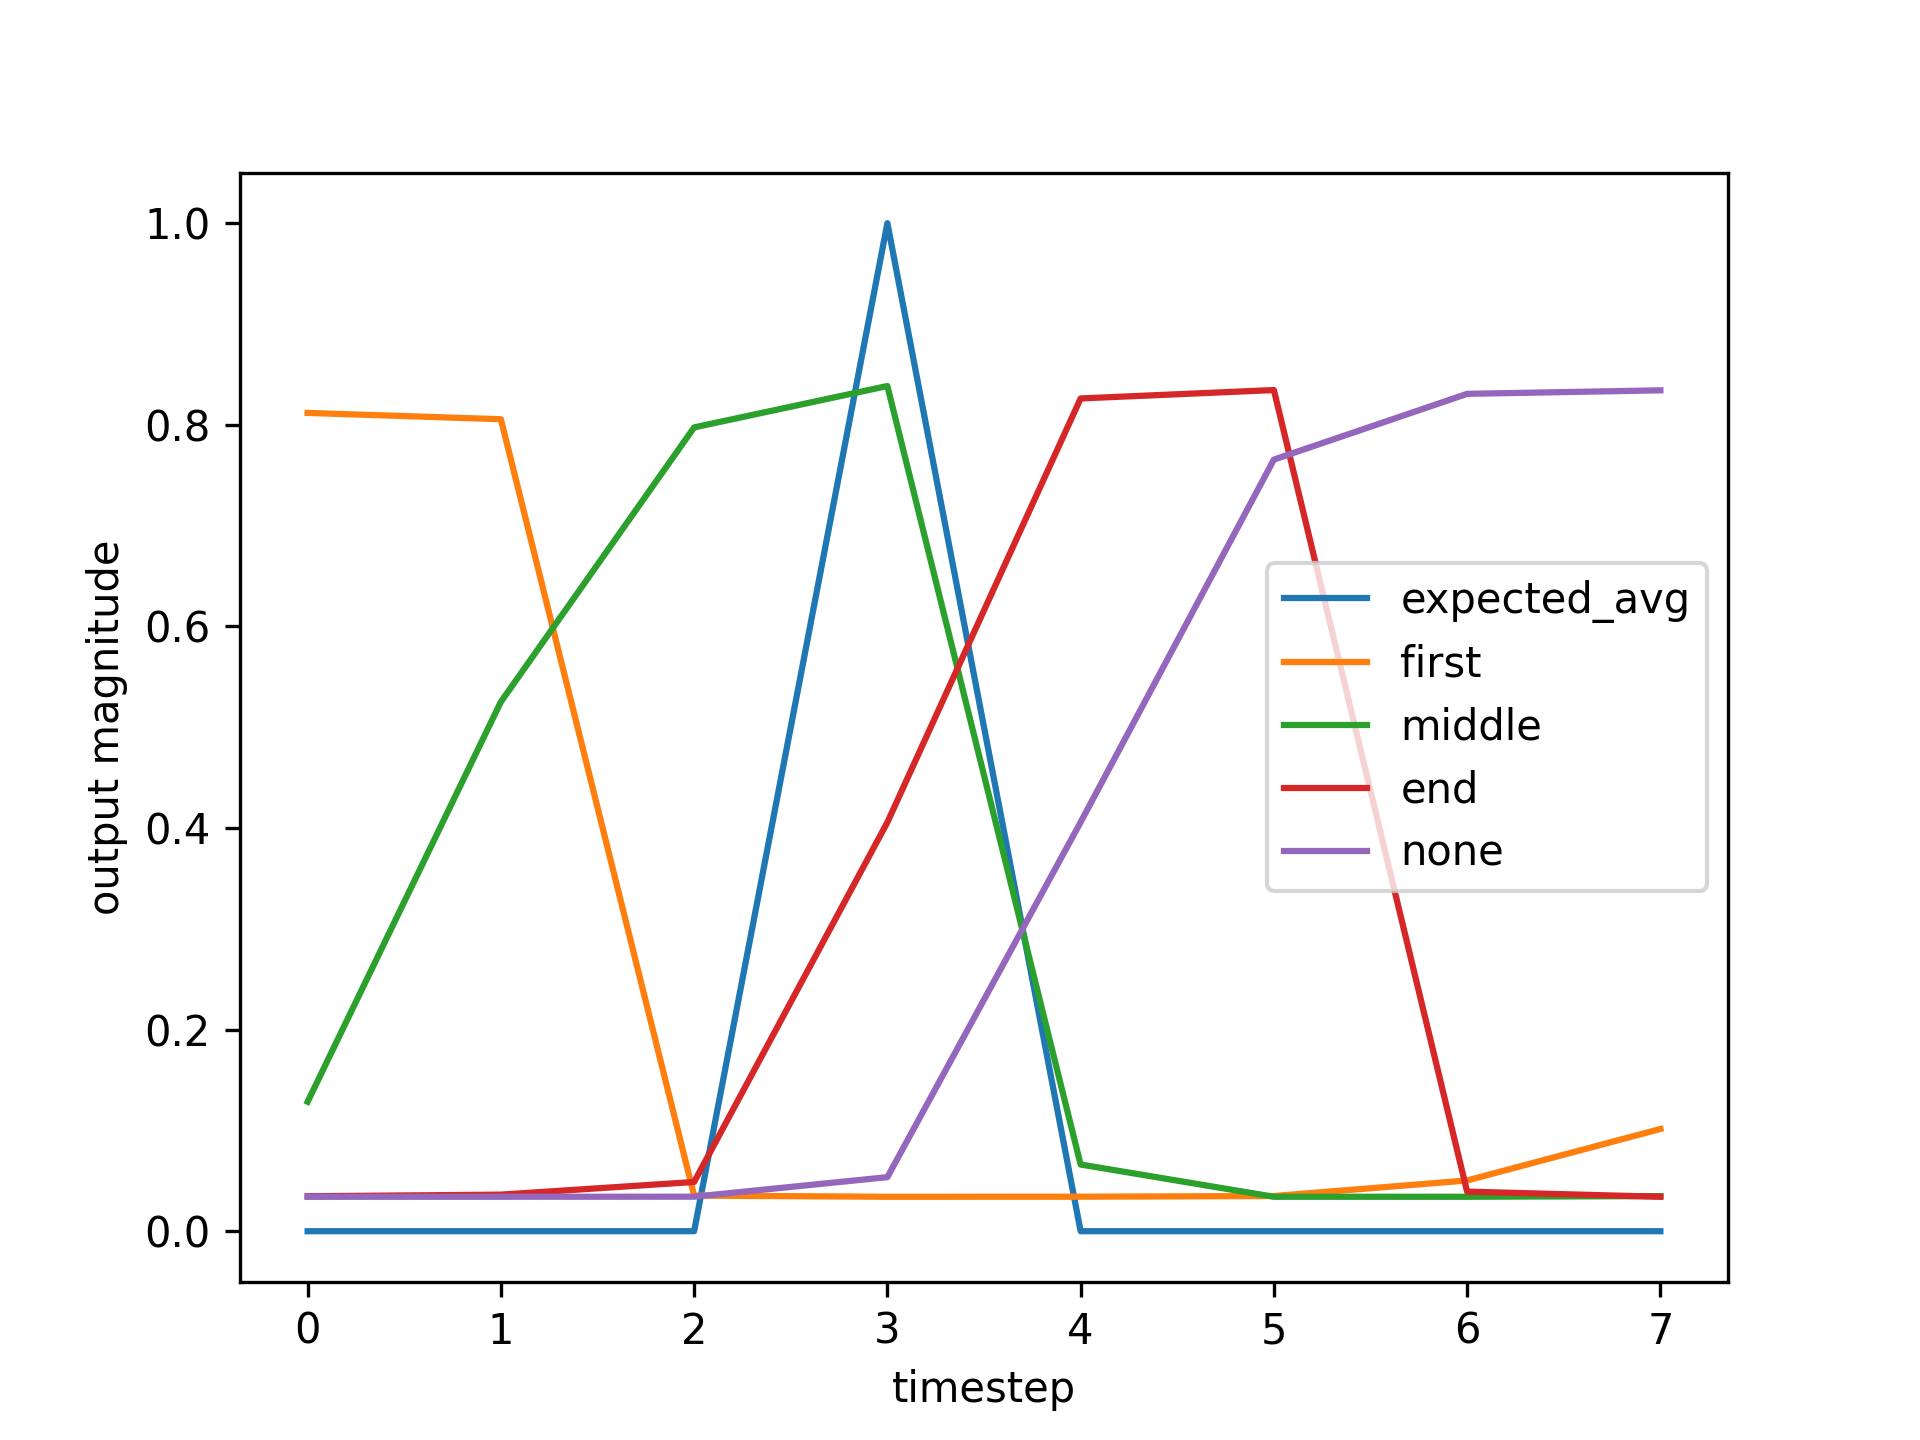 1.0
0.8
0.6
0.4
0.2
0.0
output magnitude
0 1 2 3 4 5 6 7
timestep
expected_avg
first
middle
end
none